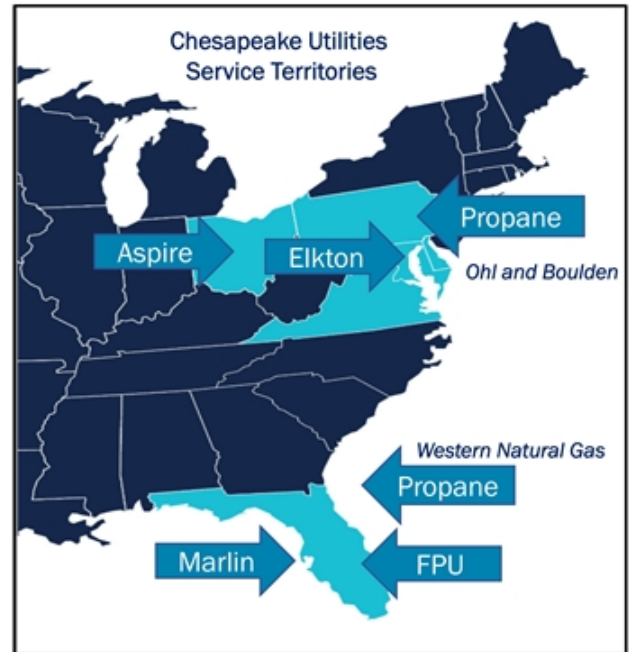 Chesapeake Utilities
Service Territories
Propane
Aspire
Elkton
Ohl and Boulden
Western Natural Gas
Propane
Marlin
FPU